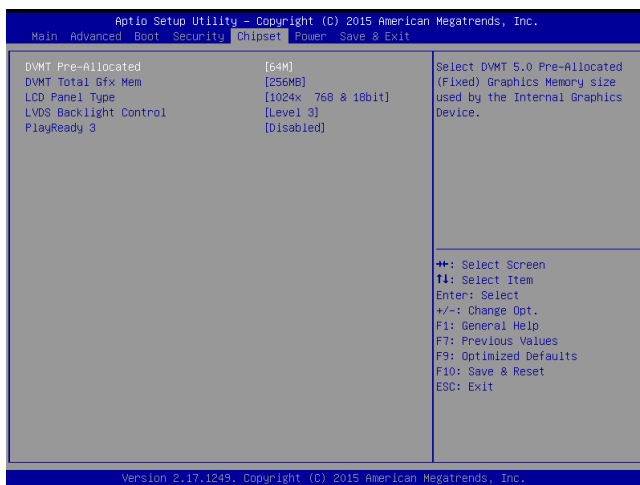 Aptio Setup Utility – Copyright (C) 2015 American Megatrends, Inc.
Main Advanced Boot Security Chipset Power Save & Exit
DVMT Pre-Allocated [64M]
DVMT Total Gfx Mem [256MB]
LCD Panel Type [1024x 768 & 18bit]
LVDS Backlight Control [Level 3]
PlayReady 3 [Disabled]
Select DVMT 5.0 Pre-Allocated
(Fixed) Graphics Memory size
used by the Internal Graphics
Device.
→←: Select Screen
↑↓: Select Item
Enter: Select
+/-: Change Opt.
F1: General Help
F7: Previous Values
F9: Optimized Defaults
F10: Save & Reset
ESC: Exit
Version 2.17.1249. Copyright (C) 2015 American Megatrends, Inc.